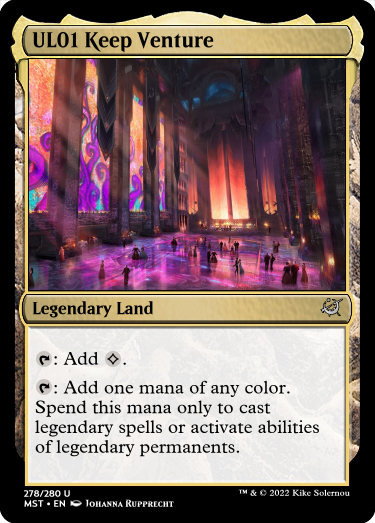 UL01 Keep Venture
Legendary Land
: Add .
: Add one mana of any color.
Spend this mana only to cast
legendary spells or activate abilities
of legendary permanents.
278/280 U
MST • EN Johanna Rupprecht
™ & © 2022 Kike Solernou